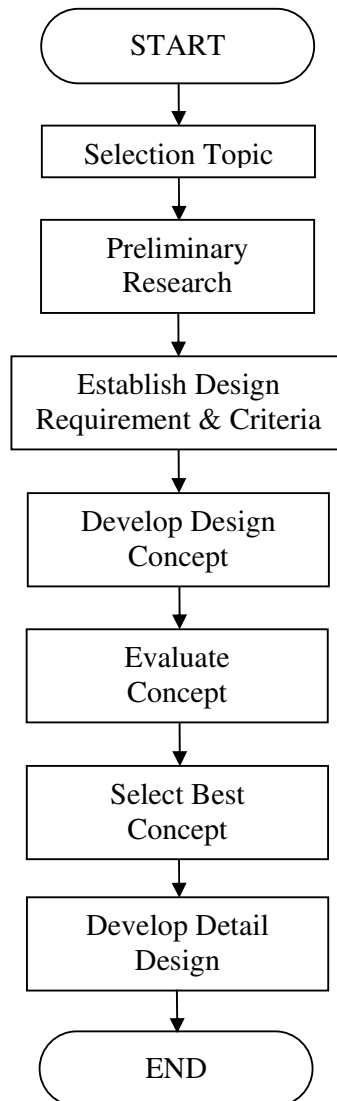 START
Selection Topic
Preliminary
Research
Establish Design
Requirement & Criteria
Develop Design
Concept
Evaluate
Concept
Select Best
Concept
Develop Detail
Design
END